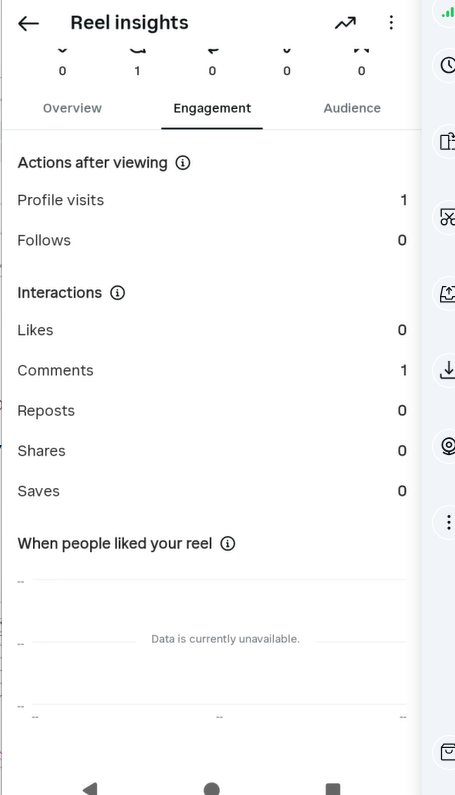 Reel insights
0 1 0 0 0
Overview Engagement Audience
Actions after viewing
Profile visits 1
Follows 0
Interactions
Likes 0
Comments 1
Reposts 0
Shares 0
Saves 0
When people liked your reel
--
Data is currently unavailable.
--
--
-- -- --